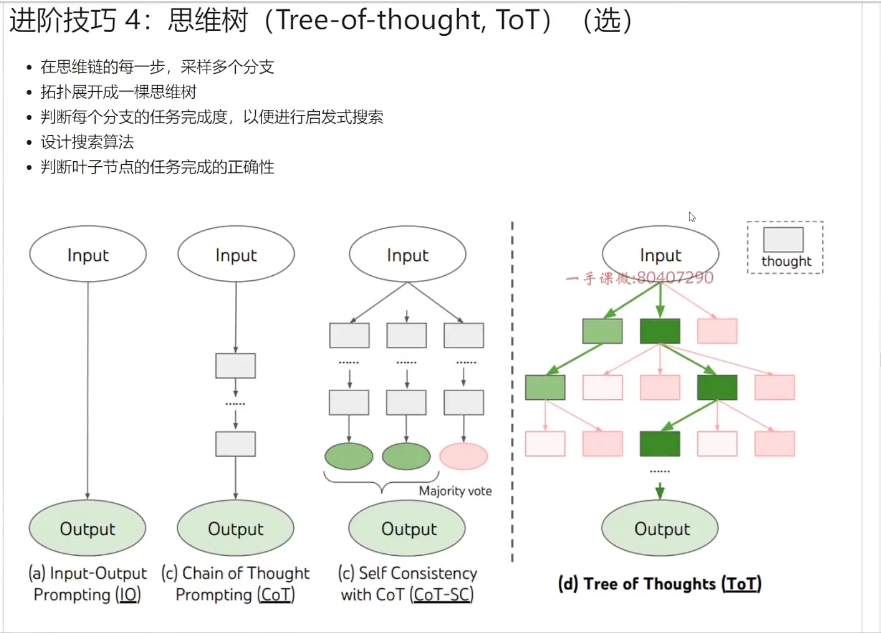 进阶技巧 4：思维树（Tree-of-thought, ToT）（选）
在思维链的每一步，采样多个分支
拓扑展开成一棵思维树
判断每个分支的任务完成度，以便进行启发式搜索
设计搜索算法
判断叶子节点的任务完成的正确性
Input
Input
Input
Input
thought
一手课微:80407290
......
......
......
......
......
Majority vote
Output
Output
Output
Output
(a) Input-Output
Prompting (IO)
(c) Chain of Thought
Prompting (CoT)
(c) Self Consistency
with CoT (CoT-SC)
(d) Tree of Thoughts (ToT)